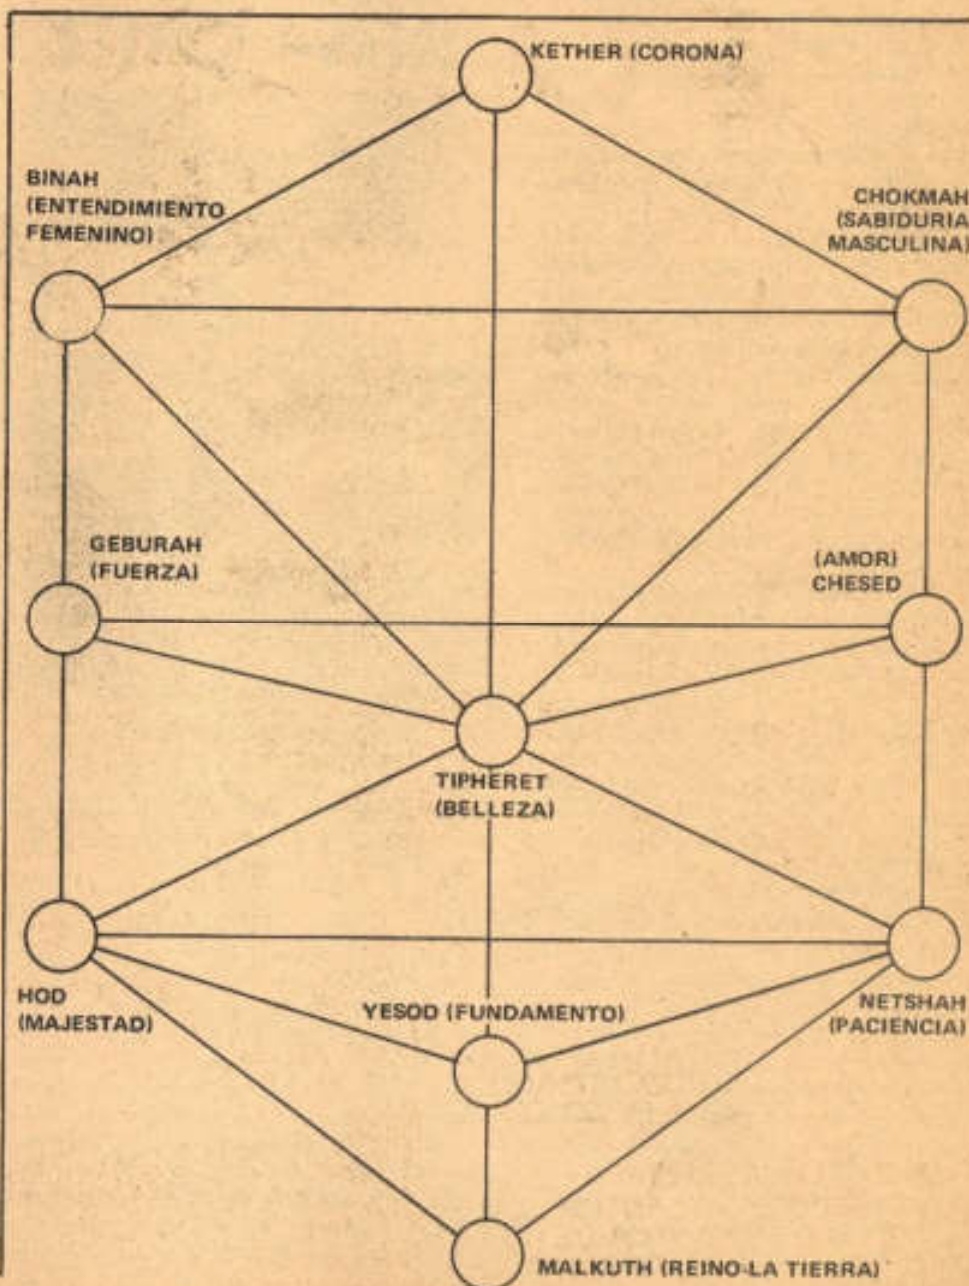 KETHER (CORONA)
BINAH
(ENTENDIMIENTO
FEMENINO)
CHOKMAH
(SABIDURIA
MASCULINA)
GEBURAH
(FUERZA)
(AMOR)
CHESED
TIPHERET
(BELLEZA)
HOD
(MAJESTAD)
YESOD (FUNDAMENTO)
NETSHAH
(PACIENCIA)
MALKUTH (REINO-LA TIERRA)